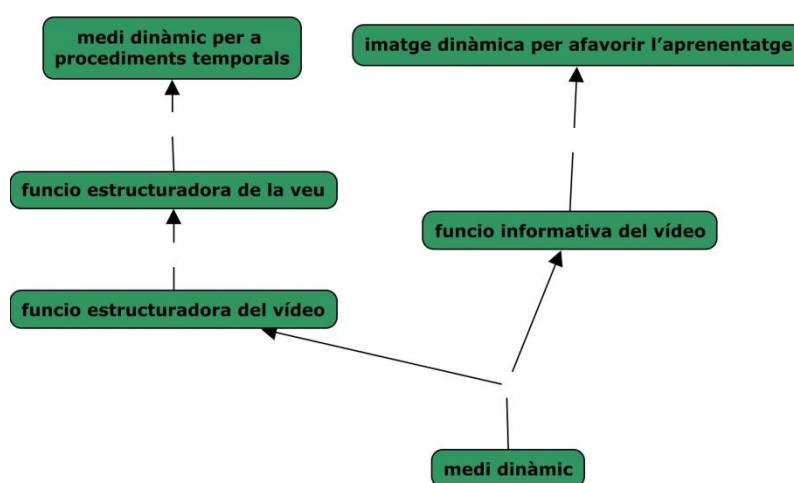 medi dinàmic per a
procediments temporals
imatge dinàmica per afavorir l'aprenentatge
funcio estructuradora de la veu
funcio informativa del vídeo
funcio estructuradora del vídeo
medi dinàmic